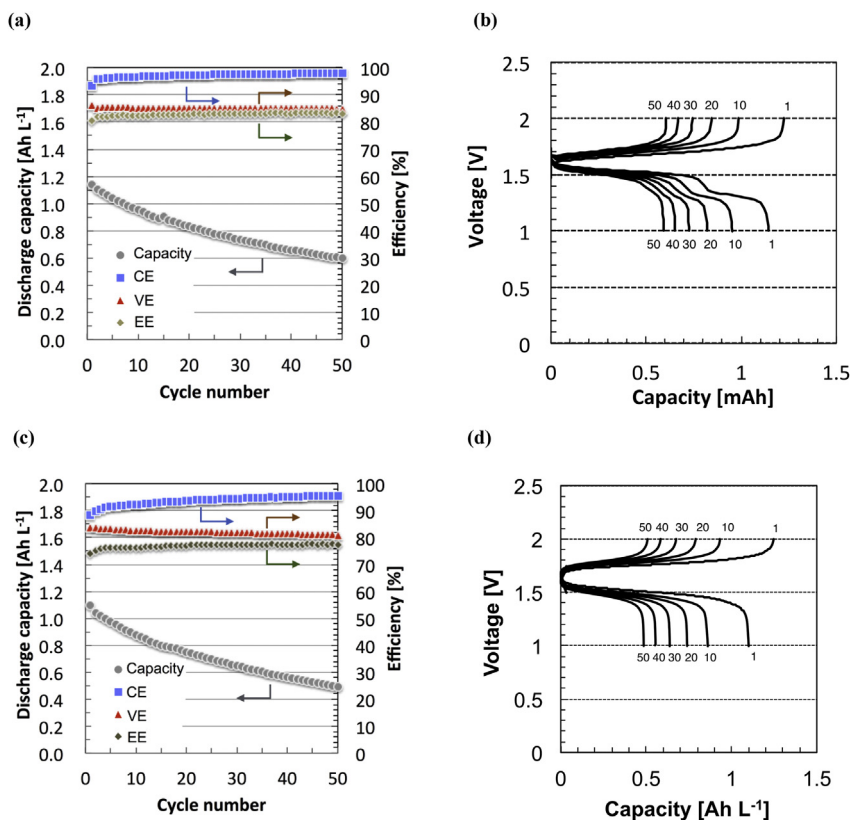 (a)
2.0
1.8
1.6
1.4
1.2
1.0
0.8
0.6
0.4
0.2
0.0
Discharge capacity [Ah L-1]
100
90
80
70
60
50
40
30
20
10
0
Efficiency [%]
Capacity
CE
VE
EE
0 10 20 30 40 50
Cycle number
(b)
2.5
2
1.5
1
0.5
0
Voltage [V]
50 40 30 20 10 1
50 40 30 20 10 1
0 0.5 1 1.5
Capacity [mAh]
(c)
2.0
1.8
1.6
1.4
1.2
1.0
0.8
0.6
0.4
0.2
0.0
Discharge capacity [Ah L-1]
100
90
80
70
60
50
40
30
20
10
0
Efficiency [%]
Capacity
CE
VE
EE
0 10 20 30 40 50
Cycle number
(d)
2.5
2
1.5
1
0.5
0
Voltage [V]
50 40 30 20 10 1
50 40 30 20 10 1
0 0.5 1 1.5
Capacity [Ah L-1]